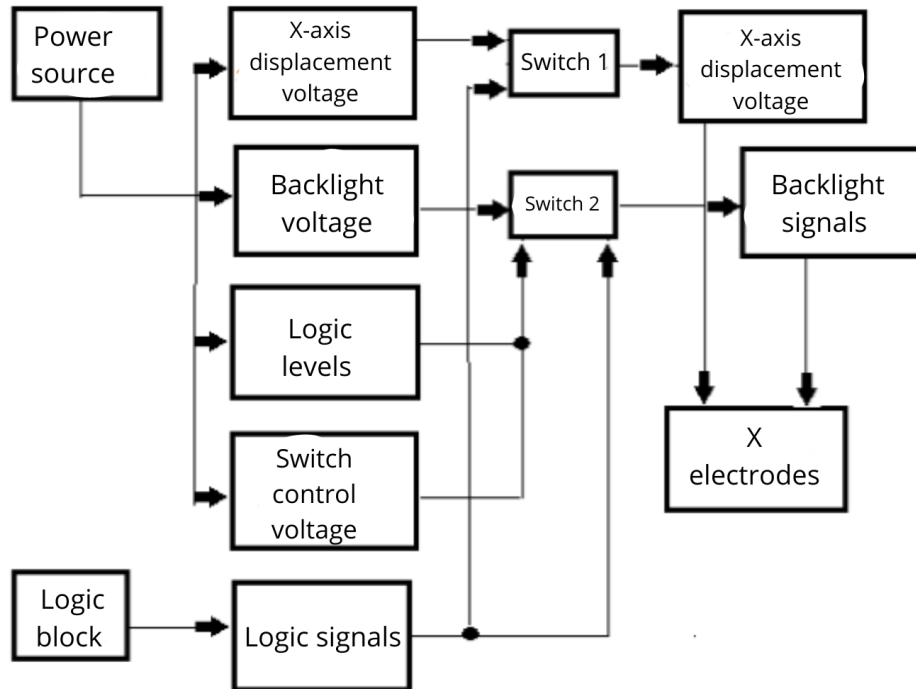 Power
source
X-axis
displacement
voltage
Switch 1
X-axis
displacement
voltage
Backlight
voltage
Switch 2
Backlight
signals
Logic
levels
Switch
control
voltage
X
electrodes
Logic
block
Logic signals